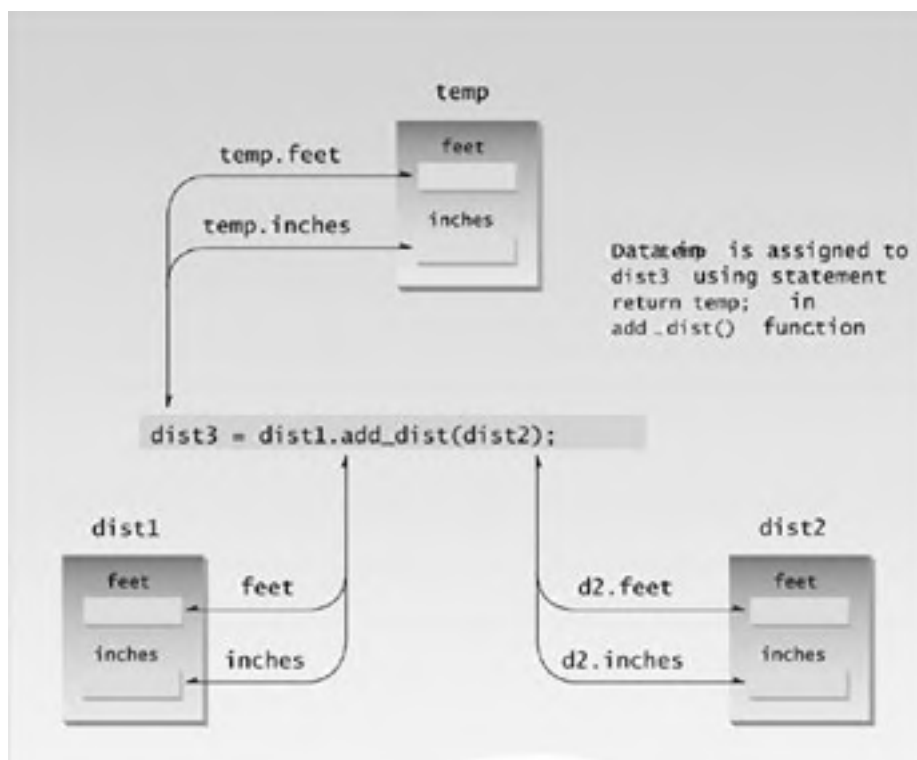 temp
feet
temp.feet
inches
temp.inches
is assigned to
dist3 using statement
return temp; in
add_dist() function
dist3 = dist1.add_dist(dist2);
dist1
feet
feet
inches
inches
dist2
feet
d2.feet
inches
d2.inches